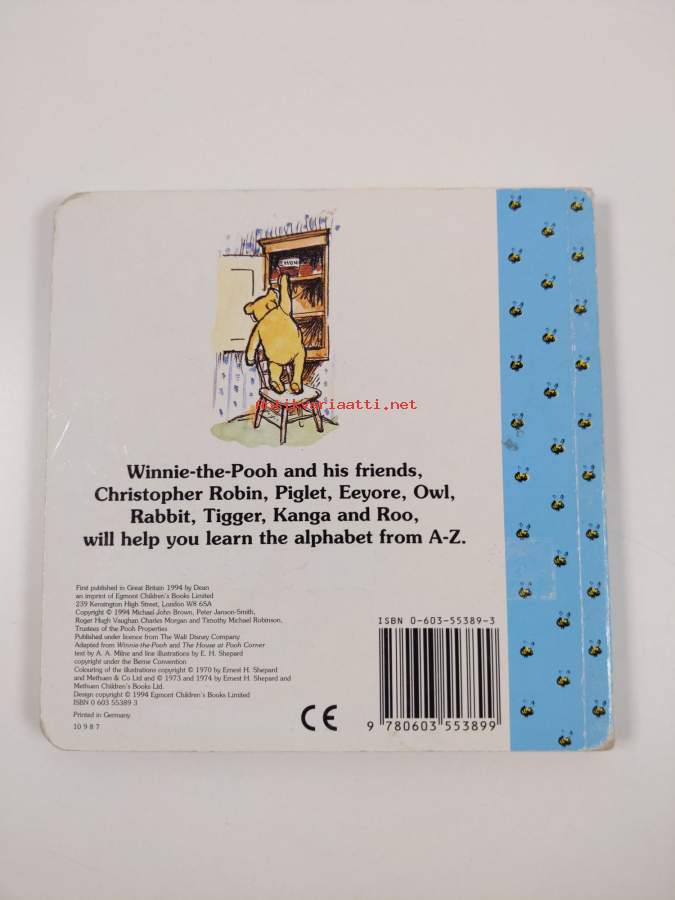 antikvariaatti.net
Winnie-the-Pooh and his friends,
Christopher Robin, Piglet, Eeyore, Owl,
Rabbit, Tigger, Kanga and Roo,
will help you learn the alphabet from A-Z.
First published in Great Britain 1994 by Dean
an imprint of Egmont Children's Books Limited
239 Kensington High Street, London W8 6SA
Copyright © 1994 Michael John Brown, Peter Janson-Smith,
Roger Hugh Vaughan Charles Morgan and Timothy Michael Robinson,
Trustees of the Pooh Properties
Published under licence from The Walt Disney Company
Adapted from Winnie-the-Pooh and The House at Pooh Corner
text by A. A. Milne and line illustrations by E. H. Shepard
copyright under the Berne Convention
Colouring of the illustrations copyright © 1970 by Ernest H. Shepard
and Methuen & Co Ltd and © 1973 and 1974 by Ernest H. Shepard and
Methuen Children's Books Ltd.
Design copyright © 1994 Egmont Children's Books Limited
ISBN 0 603 55389 3
Printed in Germany
10 9 8 7
CE
ISBN 0-603-55389-3
9 780603 553899